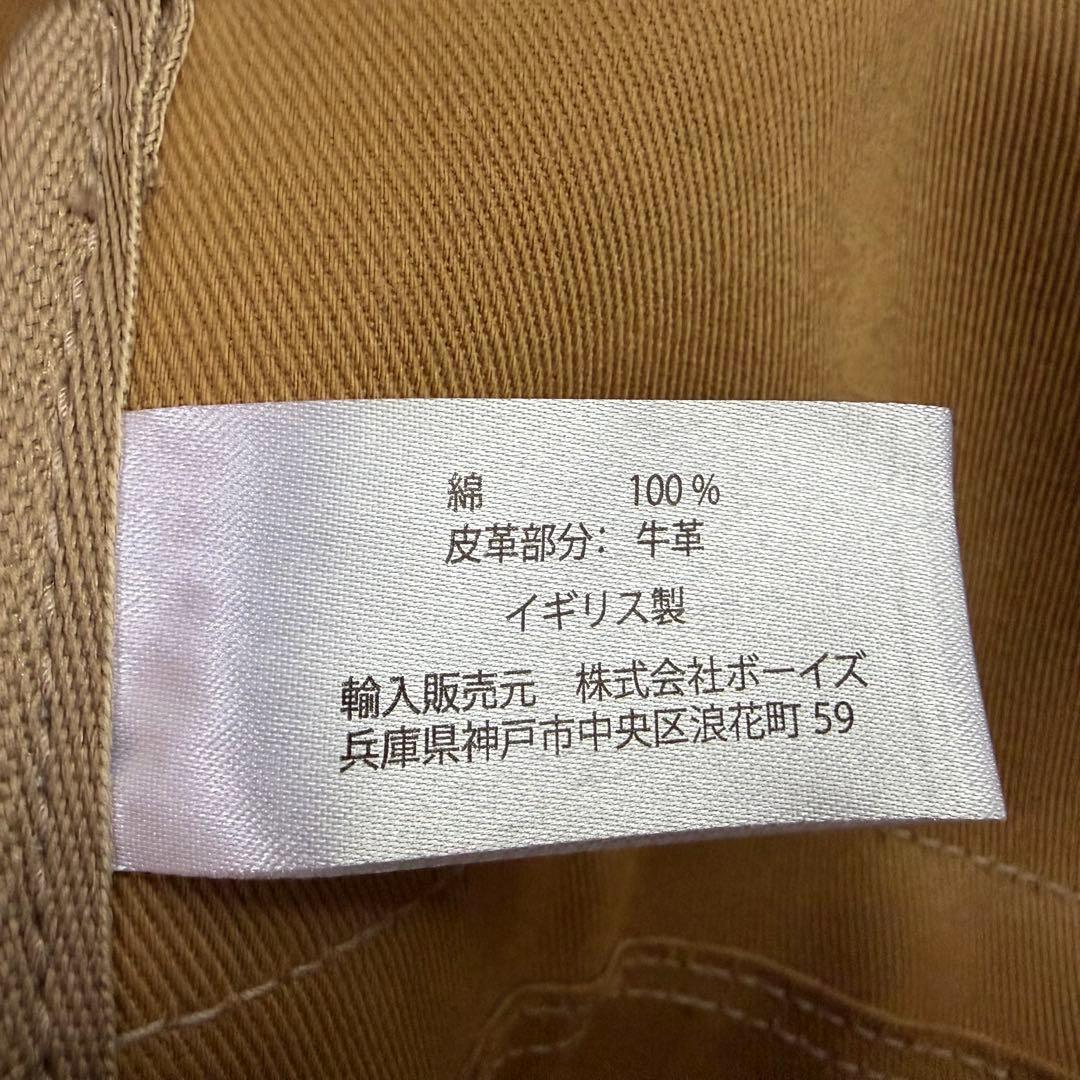 綿 100 %
皮革部分： 牛革
イギリス製
輸入販売元 株式会社ボーイズ
兵庫県神戸市中央区浪花町 59